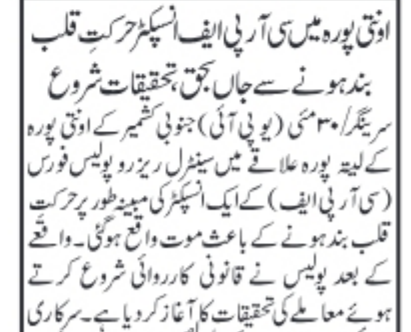 اونتی پورہ میں سی آر پی ایف انسپکٹر حرکتِ قلب
بند ہونے سے جاں بحق، تحقیقات شروع
سرینگر/۳۰مئی (یو پی آئی) جنوبی کشمیر کے اونتی پورہ
کے لیتہ پورہ علاقے میں سینٹرل ریزرو پولیس فورس
(سی آر پی ایف) کے ایک انسپکٹر کی مبینہ طور پر حرکت
قلب بند ہونے کے باعث موت واقع ہوگئی۔ واقعے
کے بعد پولیس نے قانونی کارروائی شروع کرتے
ہوئے معاملے کی تحقیقات کا آغاز کر دیا ہے۔ سرکاری